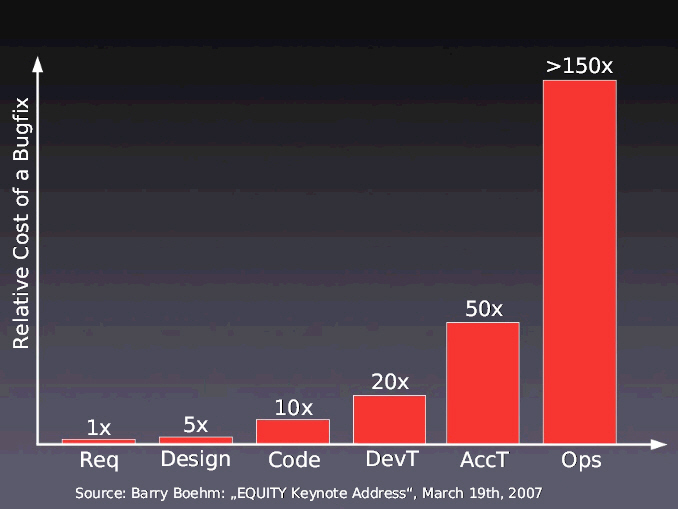 Relative Cost of a Bugfix
1x
5x
10x
20x
50x
>150x
Req
Design
Code
DevT
AccT
Ops
Source: Barry Boehm: „EQUITY Keynote Address“, March 19th, 2007